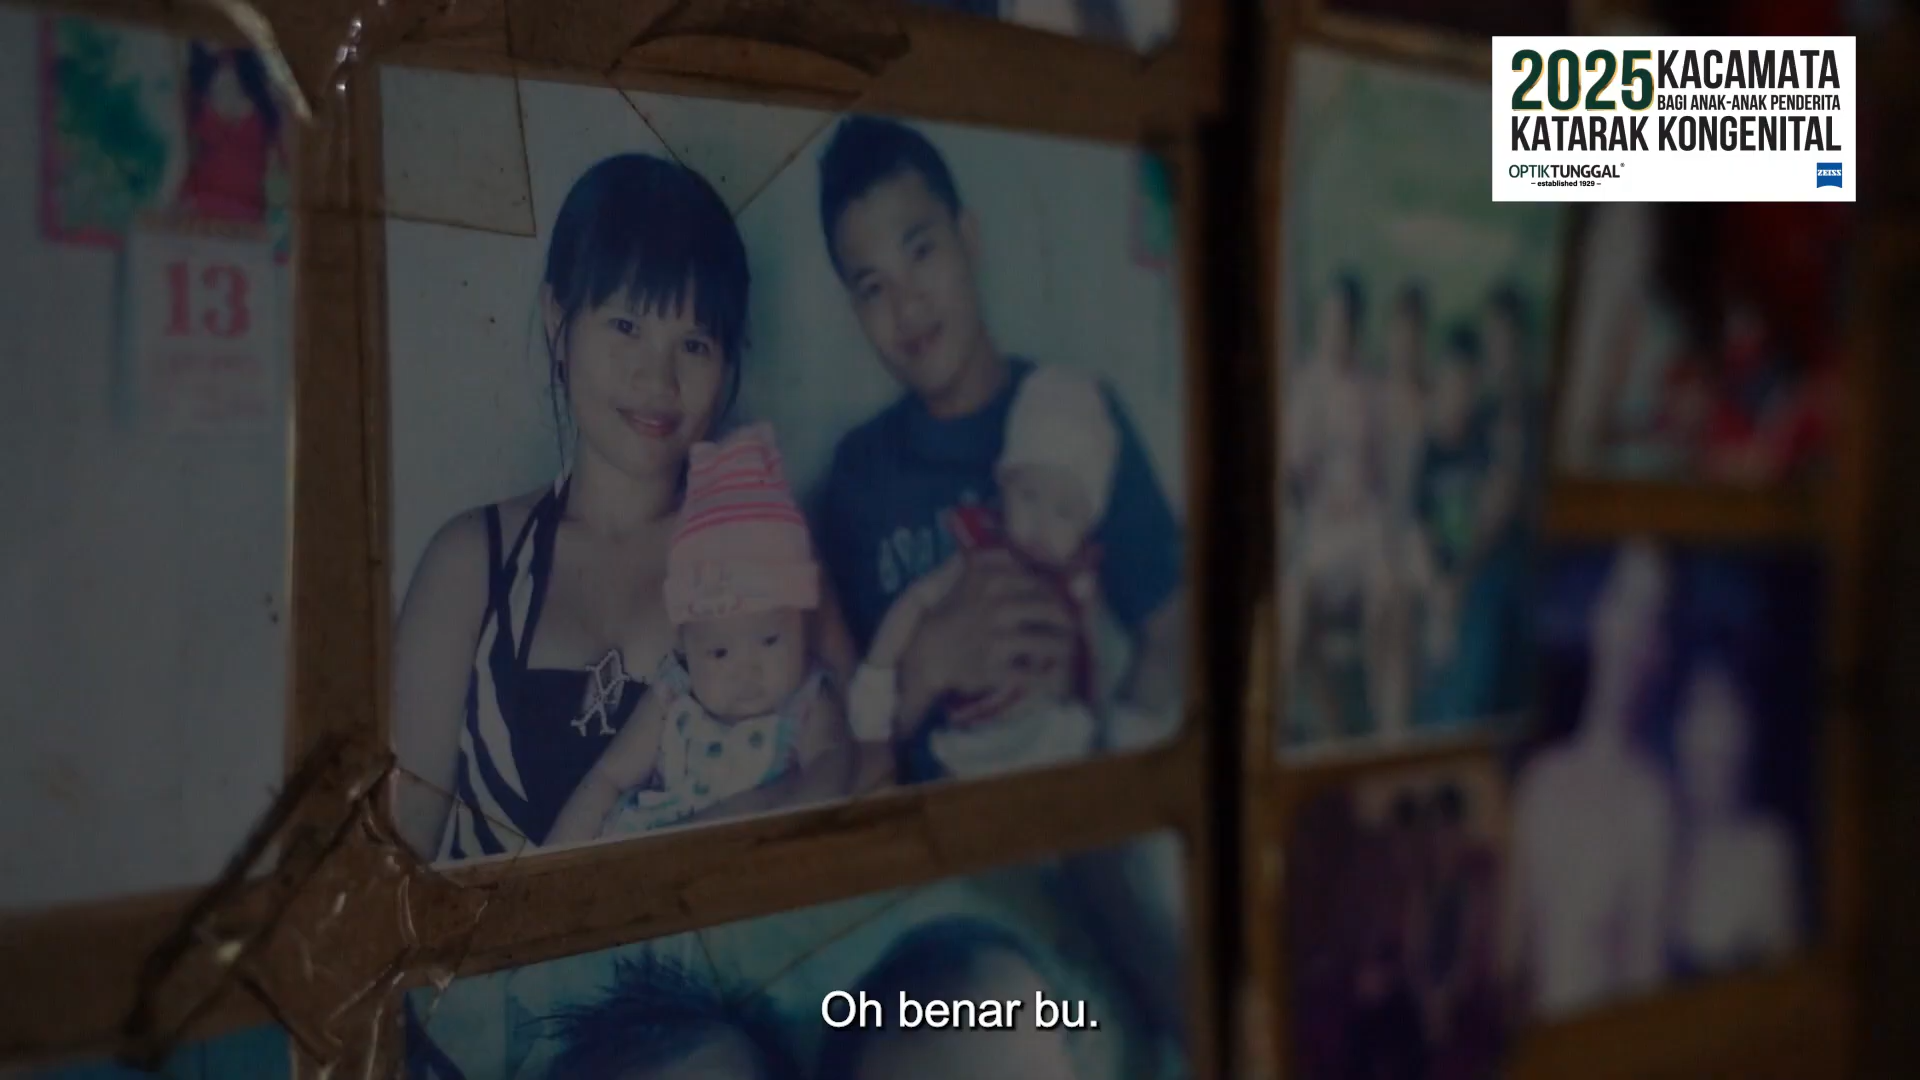 2025 KACAMATA
BAGI ANAK-ANAK PENDERITA
KATARAK KONGENITAL
OPTIKTUNGGAL®
– established 1929 –
ZEISS
13
Oh benar bu.